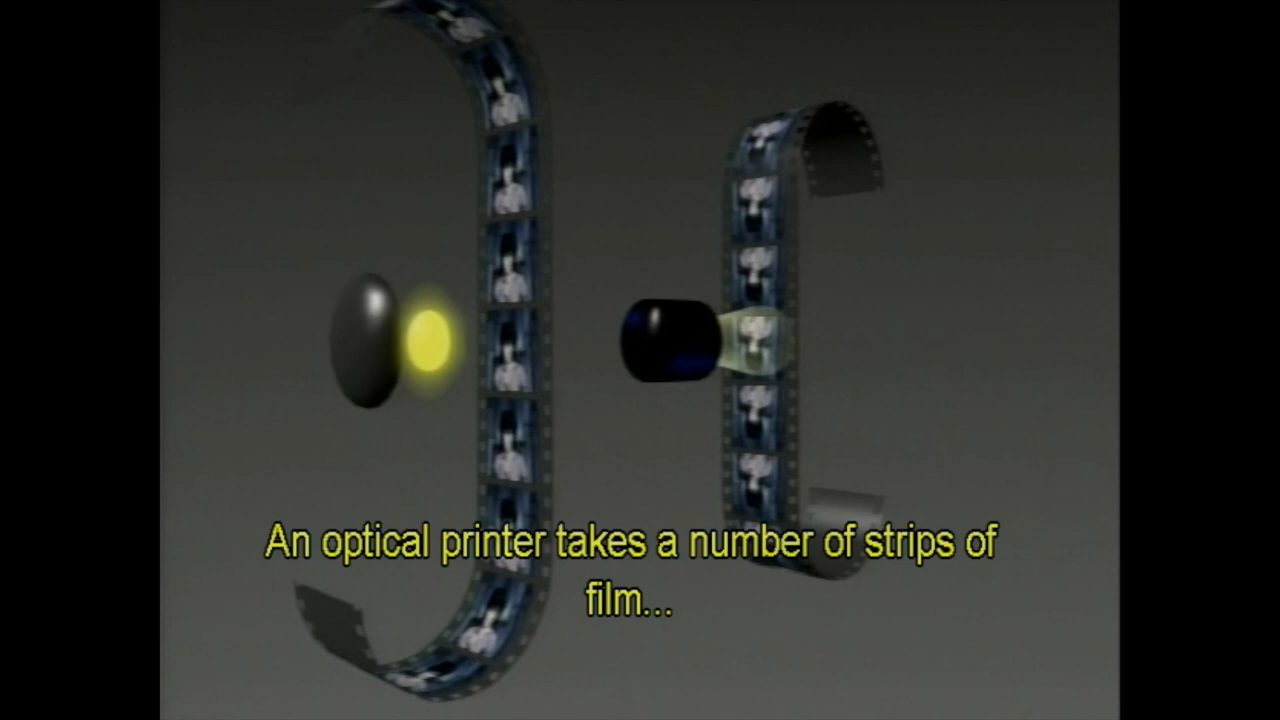 An optical printer takes a number of strips of
film...